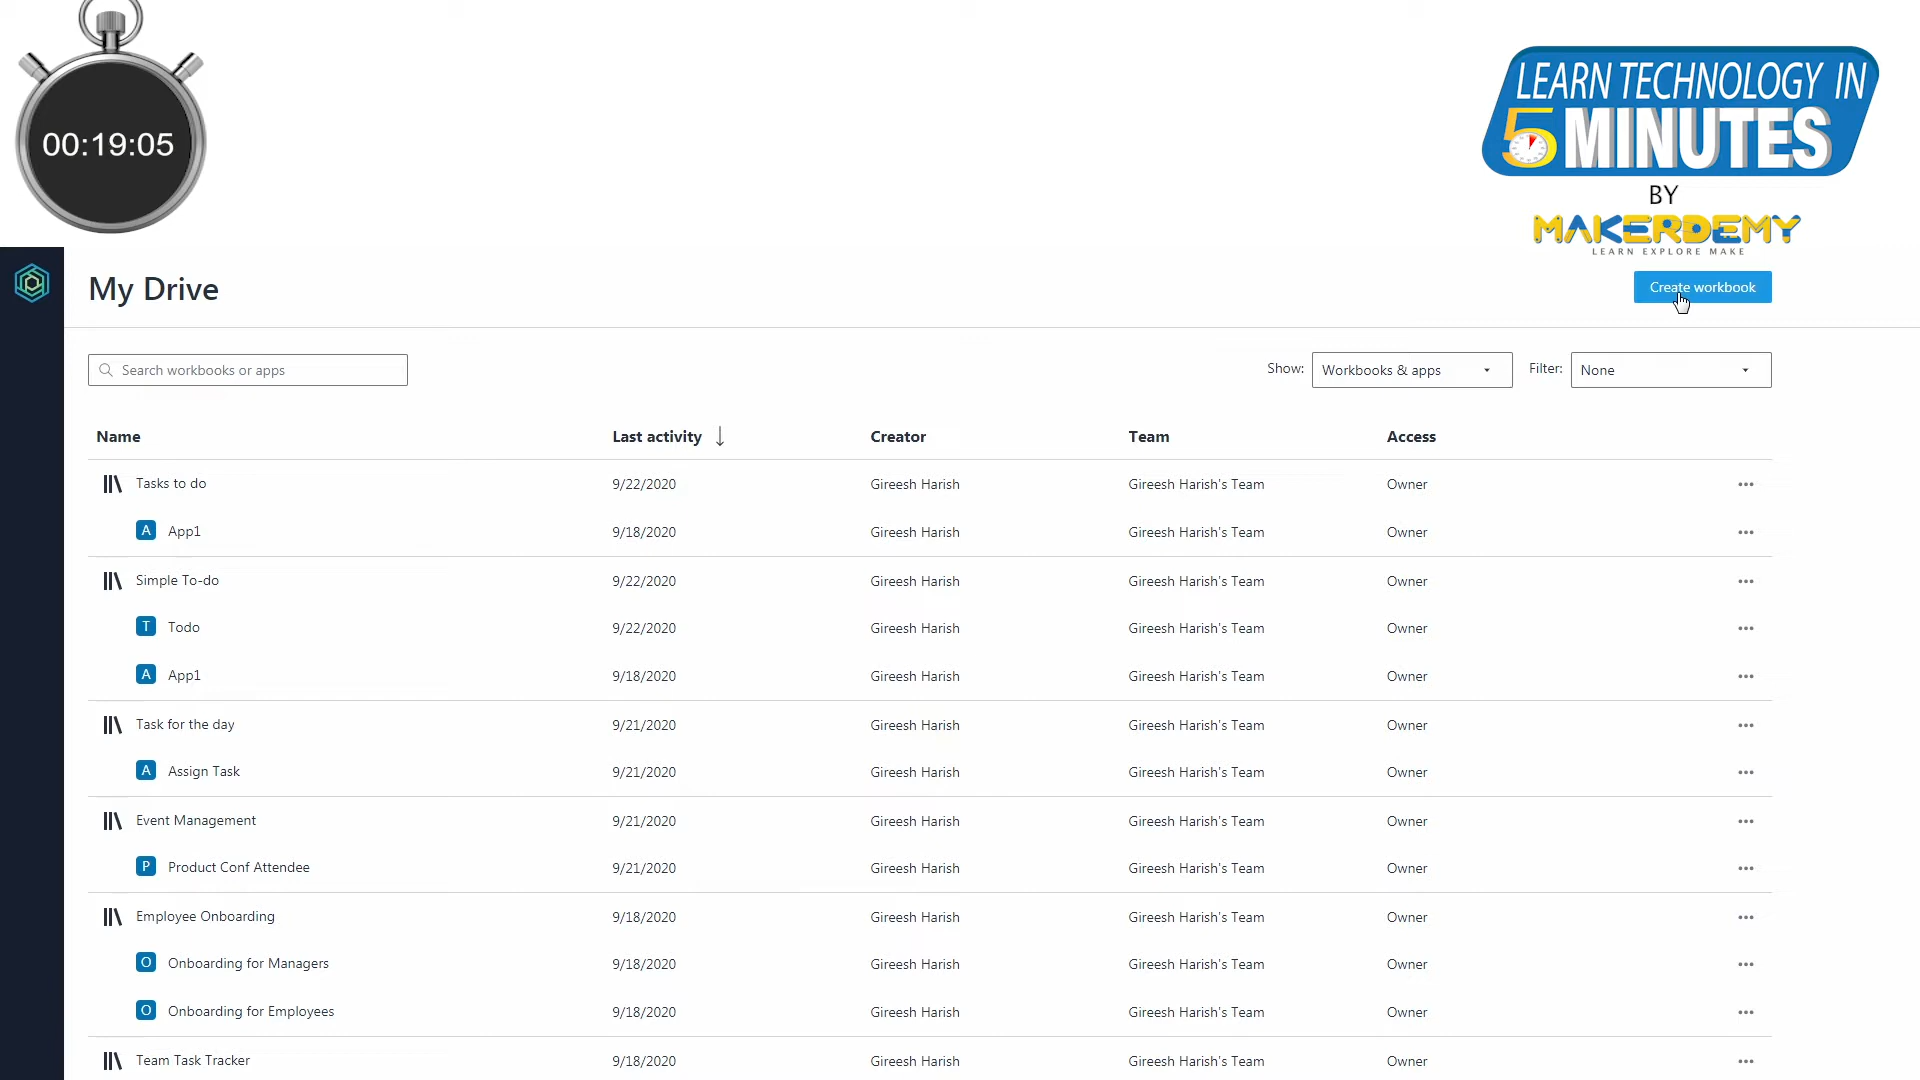 00:19:05
LEARN TECHNOLOGY IN
5 MINUTES
BY
MAKERDEMY
LEARN EXPLORE MAKE
My Drive
Create workbook
Search workbooks or apps
Show: Workbooks & apps Filter: None
Name Last activity Creator Team Access
Tasks to do 9/22/2020 Gireesh Harish Gireesh Harish's Team Owner
A App1 9/18/2020 Gireesh Harish Gireesh Harish's Team Owner
Simple To-do 9/22/2020 Gireesh Harish Gireesh Harish's Team Owner
T Todo 9/22/2020 Gireesh Harish Gireesh Harish's Team Owner
A App1 9/18/2020 Gireesh Harish Gireesh Harish's Team Owner
Task for the day 9/21/2020 Gireesh Harish Gireesh Harish's Team Owner
A Assign Task 9/21/2020 Gireesh Harish Gireesh Harish's Team Owner
Event Management 9/21/2020 Gireesh Harish Gireesh Harish's Team Owner
P Product Conf Attendee 9/21/2020 Gireesh Harish Gireesh Harish's Team Owner
Employee Onboarding 9/18/2020 Gireesh Harish Gireesh Harish's Team Owner
O Onboarding for Managers 9/18/2020 Gireesh Harish Gireesh Harish's Team Owner
O Onboarding for Employees 9/18/2020 Gireesh Harish Gireesh Harish's Team Owner
Team Task Tracker 9/18/2020 Gireesh Harish Gireesh Harish's Team Owner